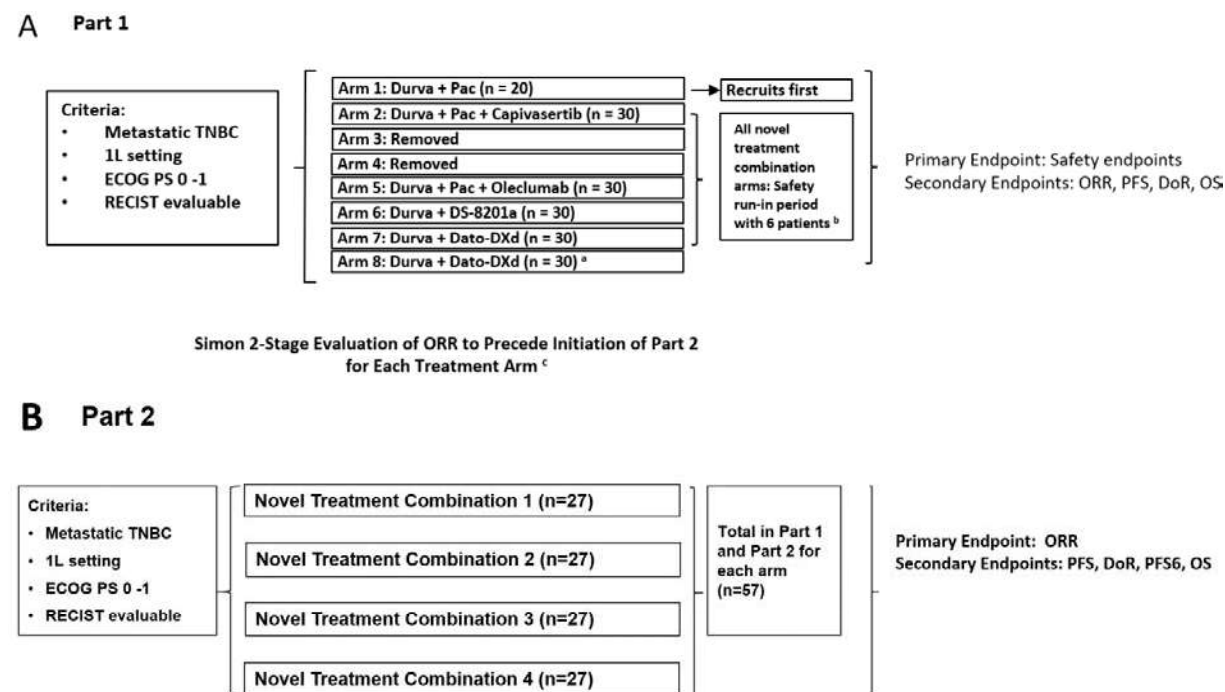 A Part 1
Criteria:
• Metastatic TNBC
• 1L setting
• ECOG PS 0 -1
• RECIST evaluable
Arm 1: Durva + Pac (n = 20)
Arm 2: Durva + Pac + Capivasertib (n = 30)
Arm 3: Removed
Arm 4: Removed
Arm 5: Durva + Pac + Oleclumab (n = 30)
Arm 6: Durva + DS-8201a (n = 30)
Arm 7: Durva + Dato-DXd (n = 30)
Arm 8: Durva + Dato-DXd (n = 30) a
Recruits first
All novel
treatment
combination
arms: Safety
run-in period
with 6 patients b
Primary Endpoint: Safety endpoints
Secondary Endpoints: ORR, PFS, DoR, OS
Simon 2-Stage Evaluation of ORR to Precede Initiation of Part 2
for Each Treatment Arm c
B Part 2
Criteria:
• Metastatic TNBC
• 1L setting
• ECOG PS 0 -1
• RECIST evaluable
Novel Treatment Combination 1 (n=27)
Novel Treatment Combination 2 (n=27)
Novel Treatment Combination 3 (n=27)
Novel Treatment Combination 4 (n=27)
Total in Part 1
and Part 2 for
each arm
(n=57)
Primary Endpoint: ORR
Secondary Endpoints: PFS, DoR, PFS6, OS